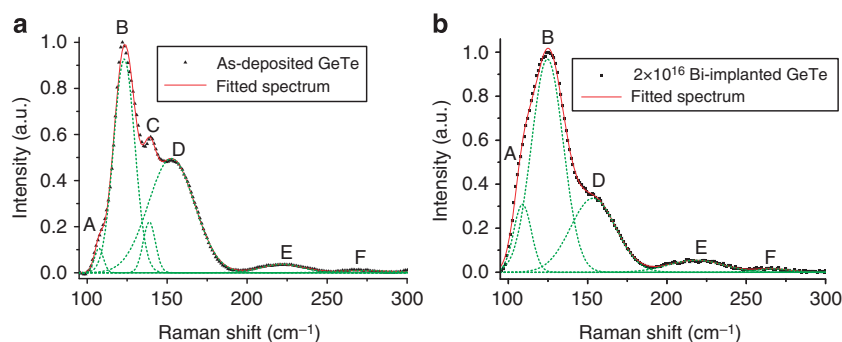 a
As-deposited GeTe
Fitted spectrum
A
B
C
D
E
F
1.0
0.8
0.6
0.4
0.2
0.0
Intensity (a.u.)
100 150 200 250 300
Raman shift (cm⁻¹)
b
2×10¹⁶ Bi-implanted GeTe
Fitted spectrum
A
B
D
E
F
1.0
0.8
0.6
0.4
0.2
0.0
Intensity (a.u.)
100 150 200 250 300
Raman shift (cm⁻¹)